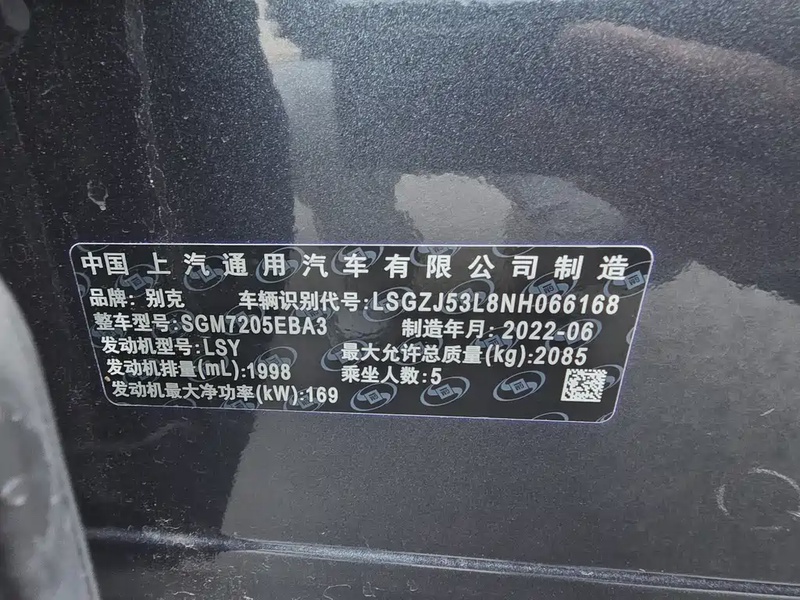 中国 上汽通用汽车有限公司制造
品牌: 别克 车辆识别代号:LSGZJ53L8NH066168
整车型号:SGM7205EBA3 制造年月: 2022-06
发动机型号:LSY 最大允许总质量(kg):2085
发动机排量(mL):1998 乘坐人数:5
发动机最大净功率(kW):169